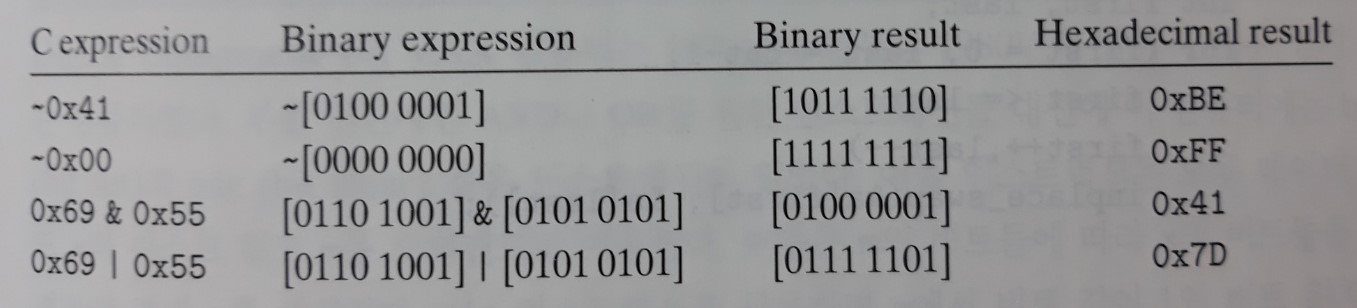 C expression Binary expression Binary result Hexadecimal result
~0x41 ~[0100 0001] [1011 1110] 0xBE
~0x00 ~[0000 0000] [1111 1111] 0xFF
0x69 & 0x55 [0110 1001] & [0101 0101] [0100 0001] 0x41
0x69 | 0x55 [0110 1001] | [0101 0101] [0111 1101] 0x7D